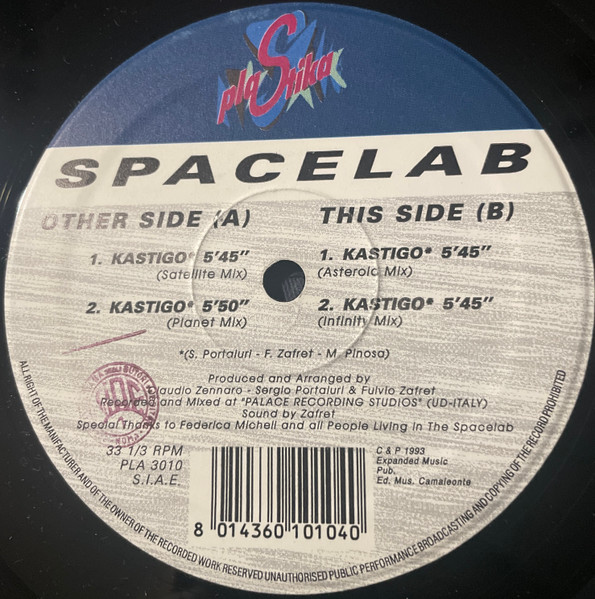 plaStika
SPACELAB
OTHER SIDE (A)
1. KASTIGO* 5'45"
(Satellite Mix)
2. KASTIGO* 5'50"
(Planet Mix)
THIS SIDE (B)
1. KASTIGO* 5'45"
(Asteroid Mix)
2. KASTIGO* 5'45"
(Infinity Mix)
*(S. Portaluri - F. Zafret - M. Pinosa)
Produced and Arranged by
Claudio Zennaro - Sergio Portaluri & Fulvio Zafret
Recorded and Mixed at "PALACE RECORDING STUDIOS" (UD-ITALY)
Sound by Zafret
Special Thanks to Federica Micheli and all People Living in The Spacelab
33 1/3 RPM
PLA 3010
S.I.A.E.
C & P 1993
Expanded Music
Pub.
Ed. Mus. Camaleonte
8 014360 101040
ALL RIGHT OF THE MANUFACTURER AND OF THE OWNER OF THE RECORDED WORK RESERVED UNAUTHORISED PUBLIC PERFORMANCE BROADCASTING AND COPYING OF THE RECORD PROHIBITED